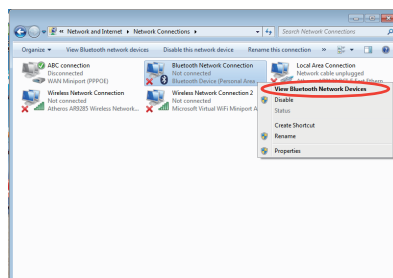 « Network and Internet ▸ Network Connections ▸
Search Network Connections
Organize
View Bluetooth network devices
Disable this network device
Rename this connection
»
ABC connection
Disconnected
WAN Miniport (PPPOE)
Bluetooth Network Connection
Not connected
Bluetooth Device (Personal Area ...
Local Area Connection
Network cable unplugged
Wireless Network Connection
Not connected
Atheros AR9285 Wireless Network...
Wireless Network Connection 2
Not connected
Microsoft Virtual WiFi Miniport A
View Bluetooth Network Devices
Disable
Status
Create Shortcut
Rename
Properties